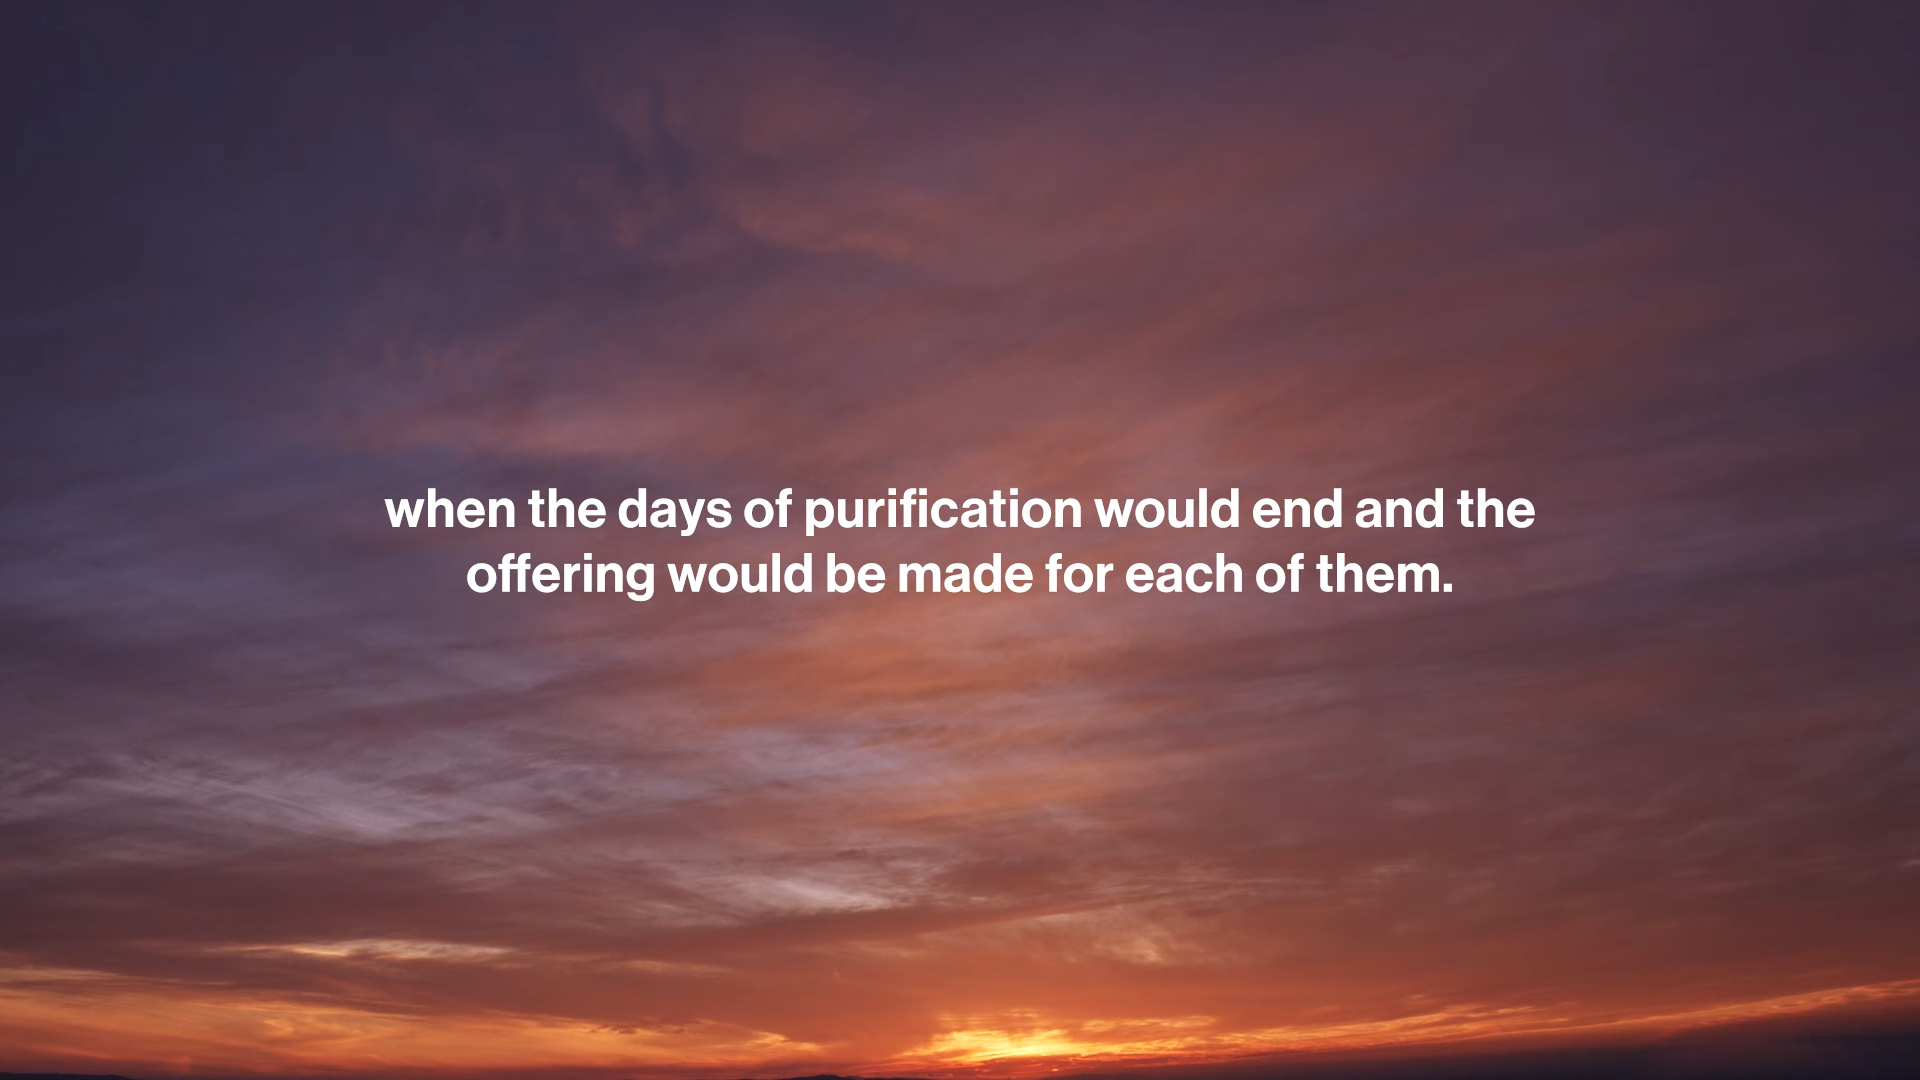 when the days of purification would end and the
offering would be made for each of them.